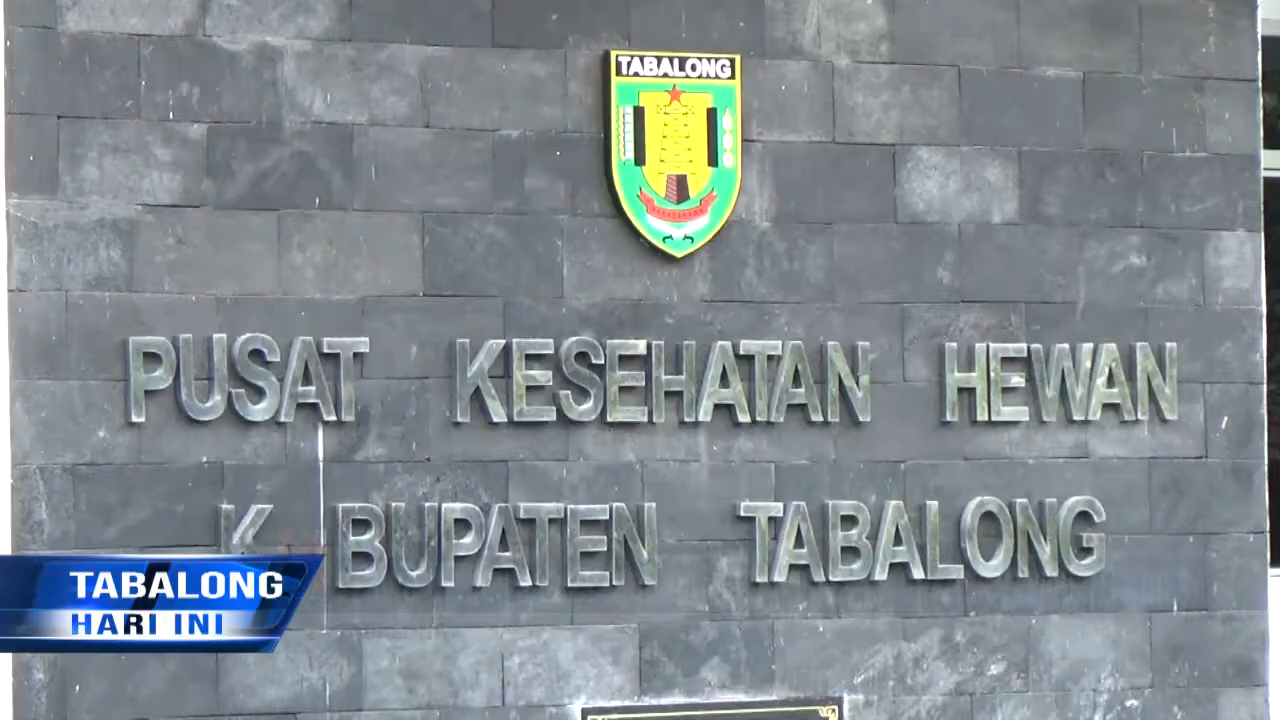 TABALONG
PUSAT KESEHATAN HEWAN
K BUPATEN TABALONG
TABALONG
HARI INI